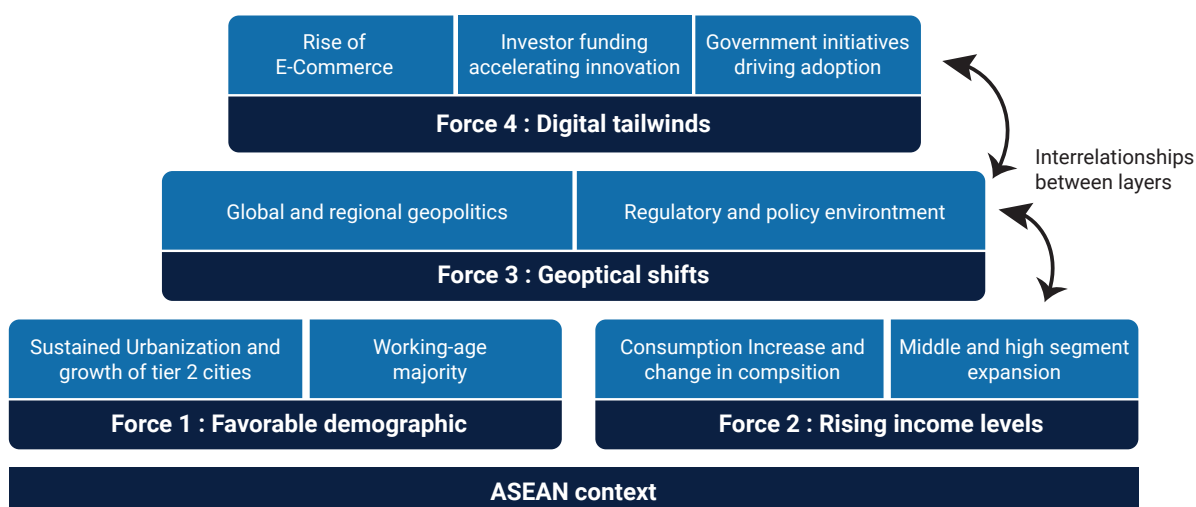 Rise of
E-Commerce
Investor funding
accelerating innovation
Government initiatives
driving adoption
Force 4 : Digital tailwinds
Interrelationships
between layers
Global and regional geopolitics
Regulatory and policy environtment
Force 3 : Geoptical shifts
Sustained Urbanization and
growth of tier 2 cities
Working-age
majority
Force 1 : Favorable demographic
Consumption Increase and
change in compsition
Middle and high segment
expansion
Force 2 : Rising income levels
ASEAN context